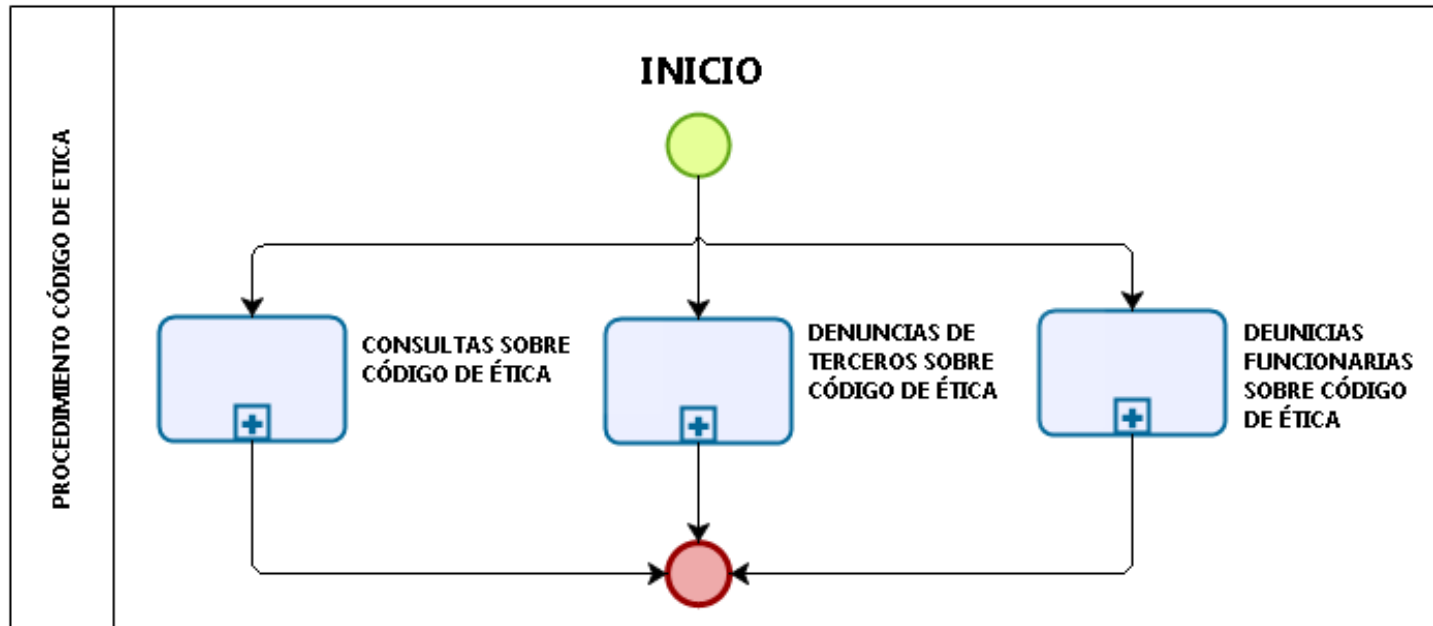 PROCEDIMIENTO CÓDIGO DE ETICA
INICIO
CONSULTAS SOBRE
CÓDIGO DE ÉTICA
DENUNCIAS DE
TERCEROS SOBRE
CÓDIGO DE ÉTICA
DEUNICIAS
FUNCIONARIAS
SOBRE CÓDIGO
DE ÉTICA